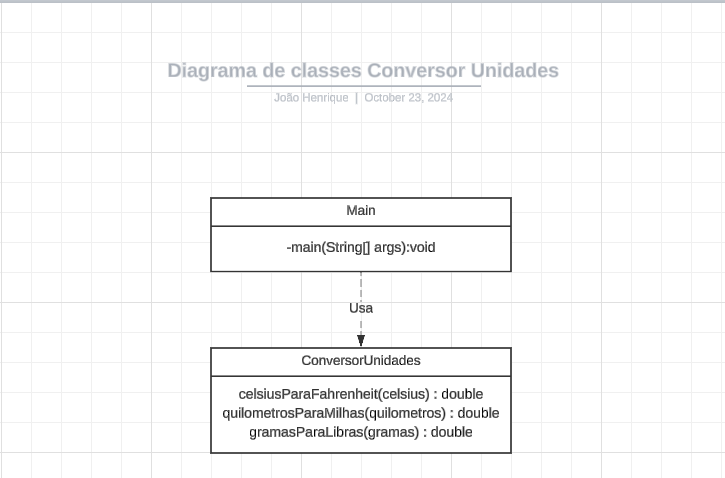 Diagrama de classes Conversor Unidades
João Henrique | October 23, 2024
Main
-main(String[] args):void
Usa
ConversorUnidades
celsiusParaFahrenheit(celsius) : double
quilometrosParaMilhas(quilometros) : double
gramasParaLibras(gramas) : double